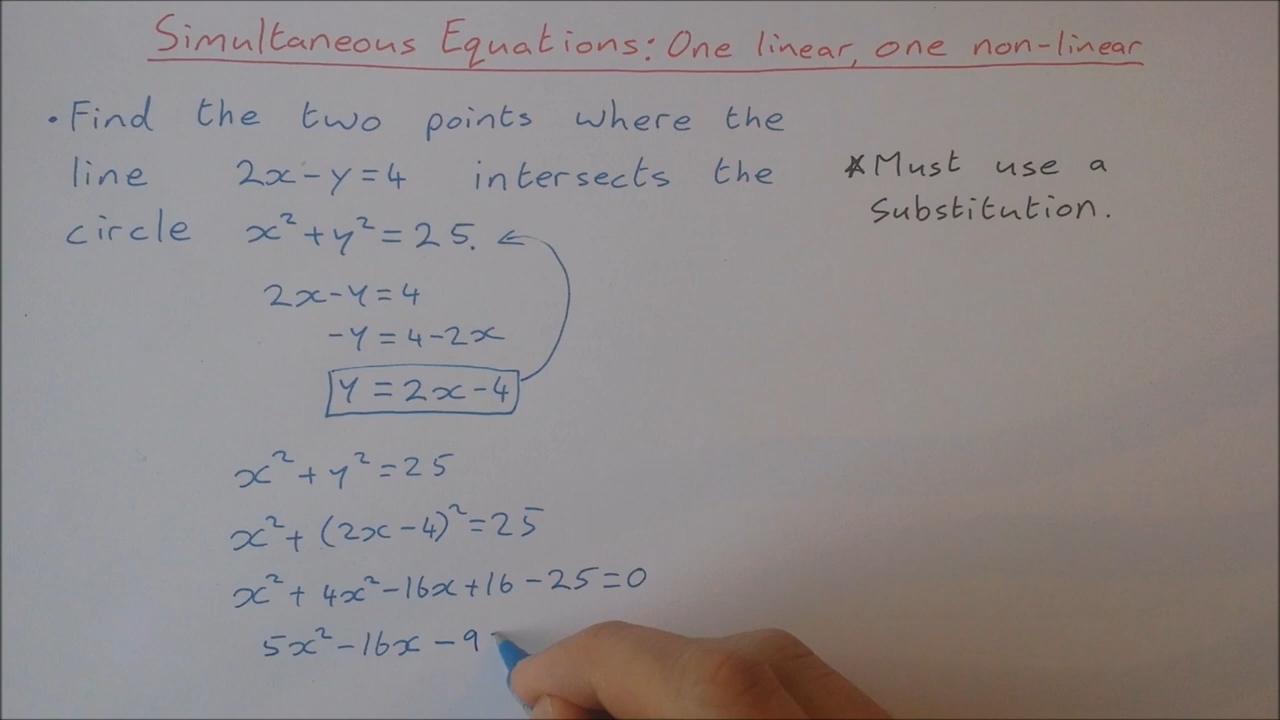 Simultaneous Equations: One linear, one non-linear
• Find the two points where the
line 2x-y=4 intersects the
circle x²+y²=25.
*Must use a
substitution.
2x-y=4
-y=4-2x
y=2x-4
x²+y²=25
x²+(2x-4)²=25
x²+4x²-16x+16-25=0
5x²-16x-9